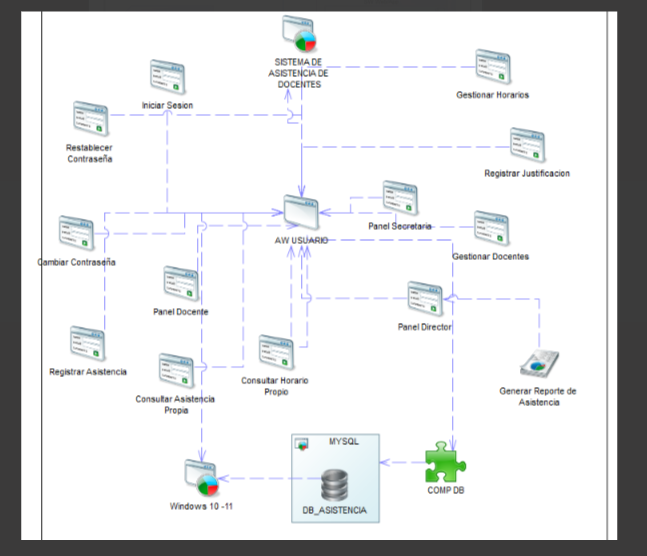 SISTEMA DE
ASISTENCIA DE
DOCENTES
Gestionar Horarios
Iniciar Sesion
Restablecer
Contraseña
Registrar Justificacion
Panel Secretaria
AW USUARIO
Gestionar Docentes
Cambiar Contraseña
Panel Docente
Panel Director
Registrar Asistencia
Consultar Horario
Propio
Consultar Asistencia
Propia
Generar Reporte de
Asistencia
MYSQL
DB_ASISTENCIA
COMP DB
Windows 10 -11